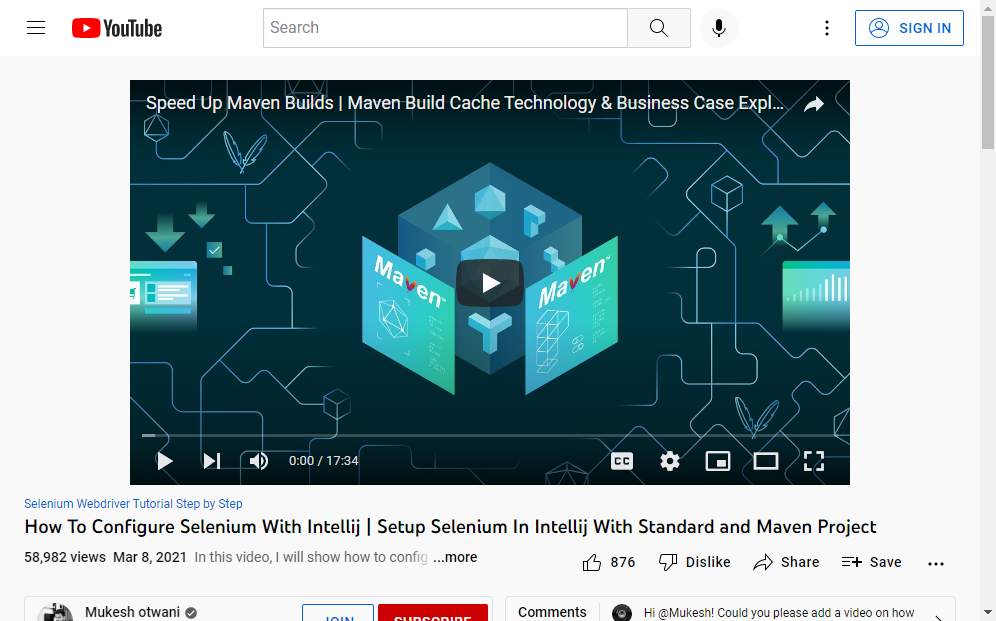 YouTube
Search
SIGN IN
Speed Up Maven Builds | Maven Build Cache Technology & Business Case Expl...
Maven™
Maven™
0:00 / 17:34
CC
Selenium Webdriver Tutorial Step by Step
How To Configure Selenium With Intellij | Setup Selenium In Intellij With Standard and Maven Project
58,982 views Mar 8, 2021 In this video, I will show how to config ...more
876 Dislike Share Save
Mukesh otwani
JOIN
SUBSCRIBE
Comments
Hi @Mukesh! Could you please add a video on how